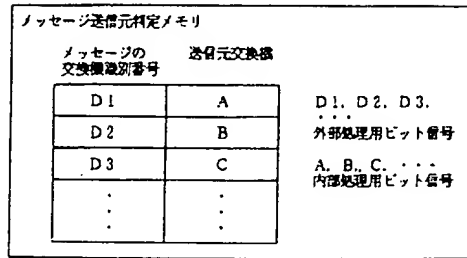 メッセージ送信元判定メモリ
メッセージの 送信元交換機
交換機識別番号
D1 A
D2 B
D3 C
: :
D1, D2, D3,
・・・
外部処理用ビット信号
A, B, C, ・・・
内部処理用ビット信号